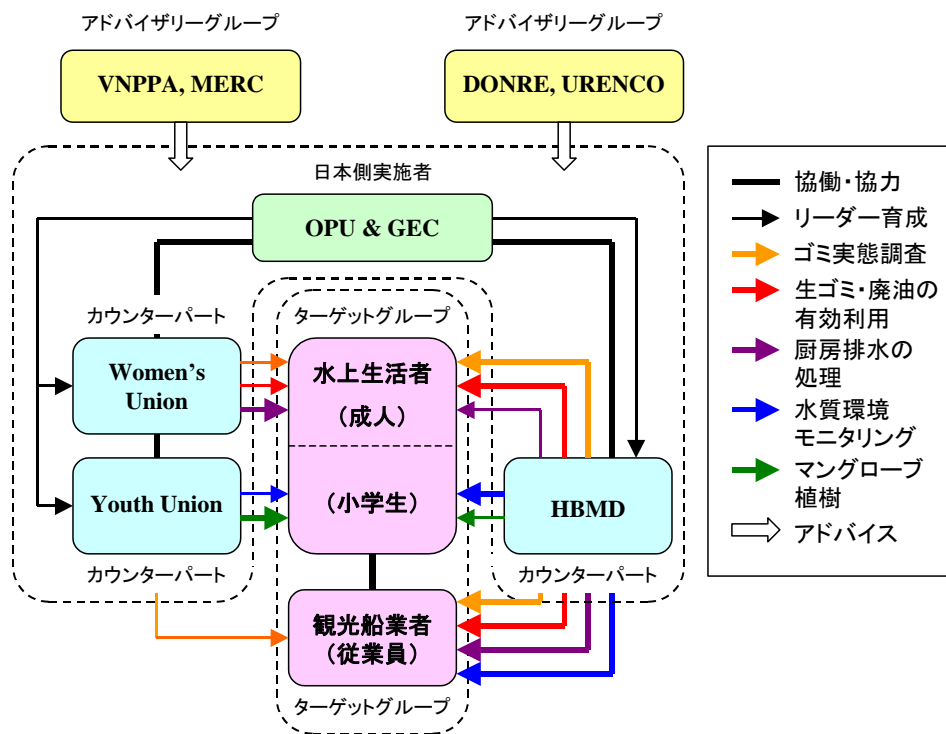 アドバイザリーグループ
アドバイザリーグループ
VNPPA, MERC
DONRE, URENCO
日本側実施者
OPU & GEC
カウンターパート
ターゲットグループ
Women's
Union
水上生活者
(成人)
(小学生)
Youth Union
HBMD
カウンターパート
カウンターパート
観光船業者
(従業員)
ターゲットグループ
協働・協力
リーダー育成
ゴミ実態調査
生ゴミ・廃油の
有効利用
厨房排水の
処理
水質環境
モニタリング
マングローブ
植樹
アドバイス